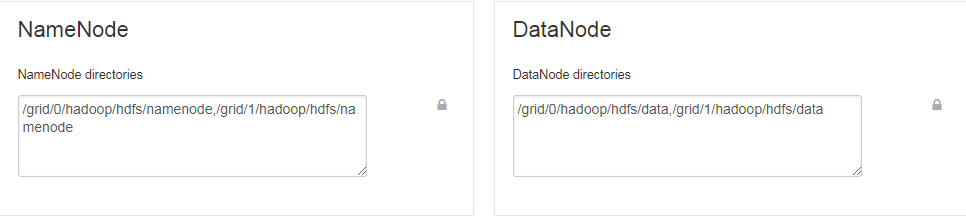 NameNode
NameNode directories
/grid/0/hadoop/hdfs/namenode,/grid/1/hadoop/hdfs/na
menode
DataNode
DataNode directories
/grid/0/hadoop/hdfs/data,/grid/1/hadoop/hdfs/data